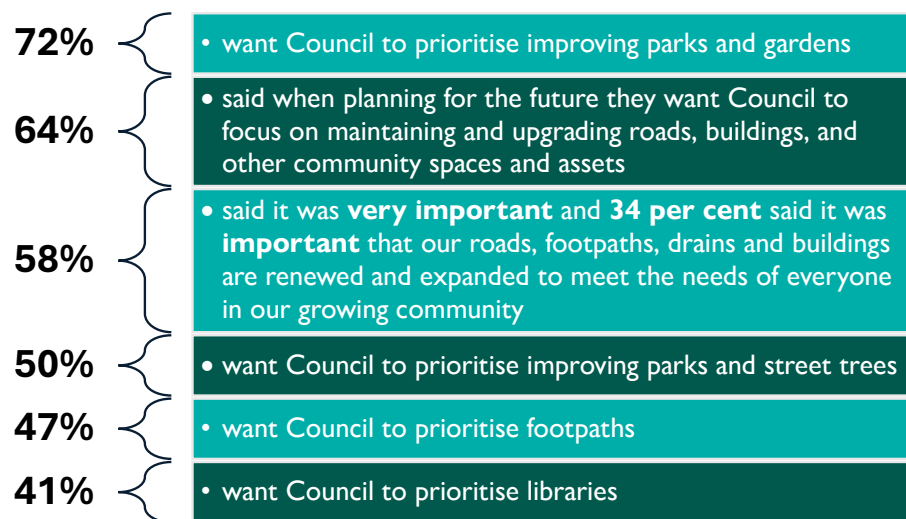 72%
• want Council to prioritise improving parks and gardens
64%
• said when planning for the future they want Council to
focus on maintaining and upgrading roads, buildings, and
other community spaces and assets
58%
• said it was very important and 34 per cent said it was
important that our roads, footpaths, drains and buildings
are renewed and expanded to meet the needs of everyone
in our growing community
50%
• want Council to prioritise improving parks and street trees
47%
• want Council to prioritise footpaths
41%
• want Council to prioritise libraries